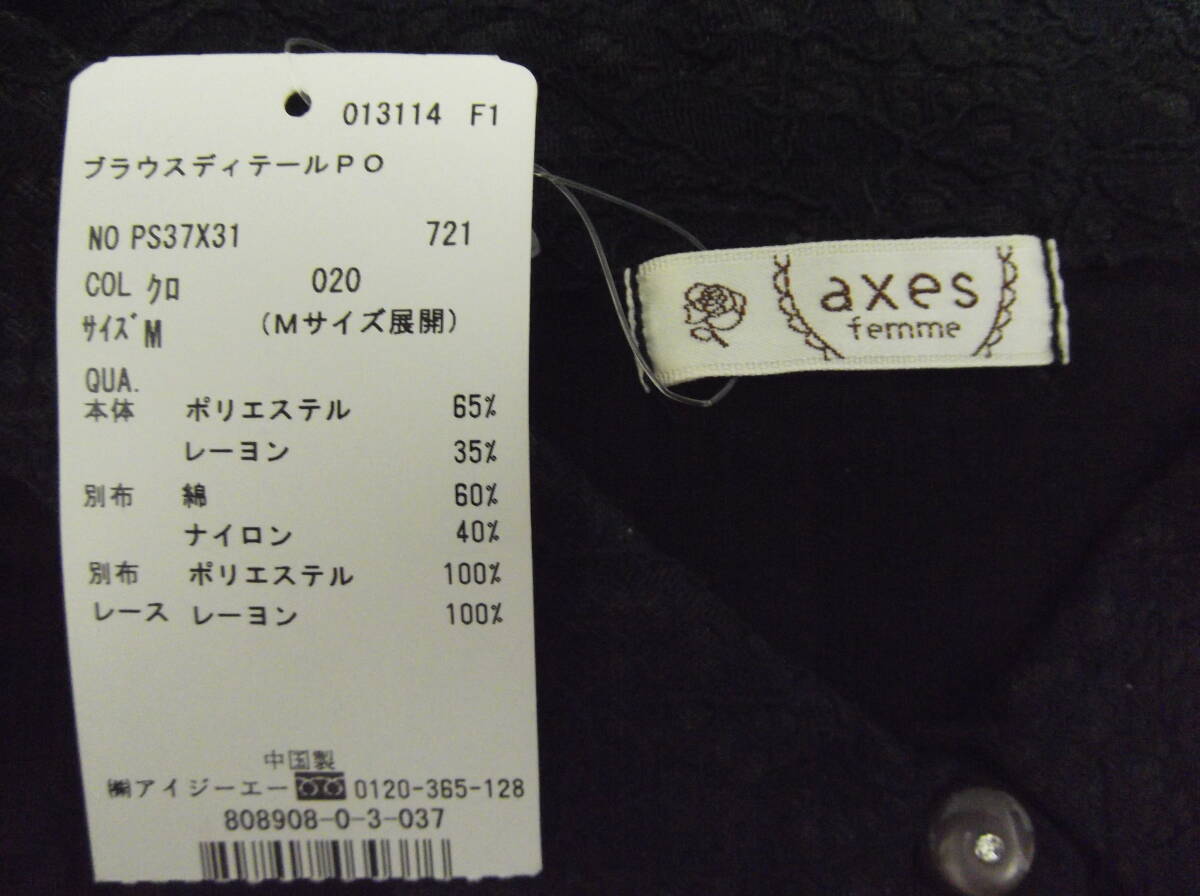 013114 F1
ブラウスディテールPO
NO PS37X31 721
COL クロ 020
サイズ M (Mサイズ展開)
QUA.
本体 ポリエステル 65%
レーヨン 35%
別布 綿 60%
ナイロン 40%
別布 ポリエステル 100%
レース レーヨン 100%
中国製
㈱アイジーエー 0120-365-128
808908-0-3-037
axes
femme